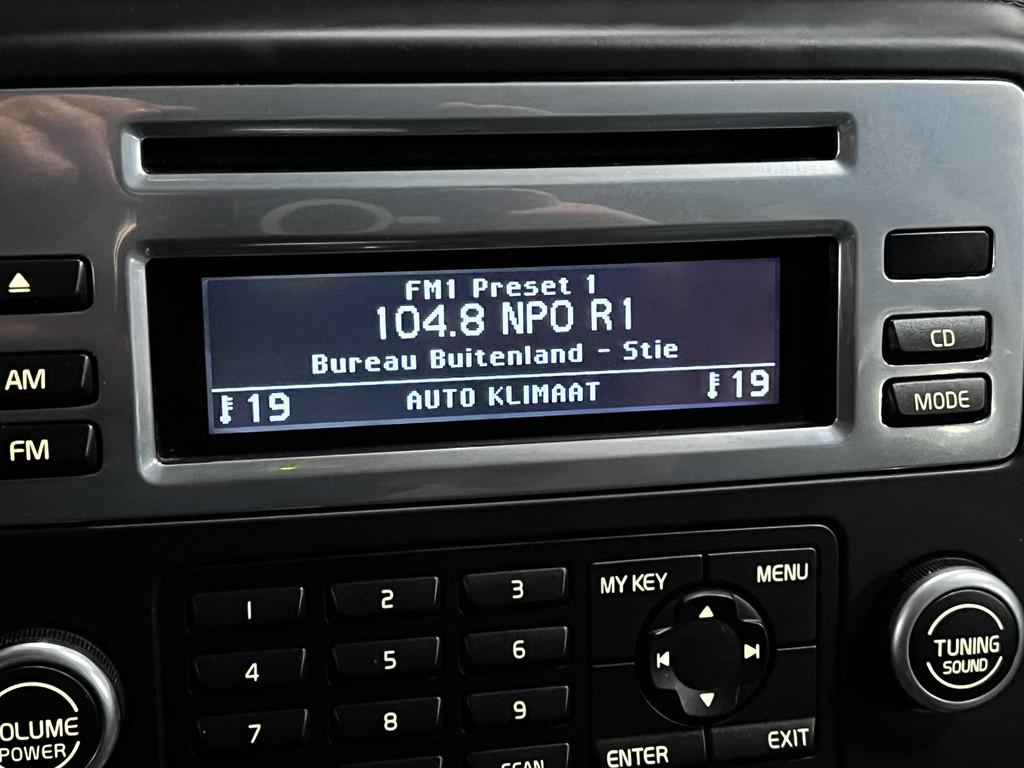 FM1 Preset 1
104.8 NPO R1
Bureau Buitenland - Stie
19 AUTO KLIMAAT 19
AM
FM
CD
MODE
1 2 3
4 5 6
7 8 9
MY KEY MENU
ENTER EXIT
TUNING
SOUND
POWER